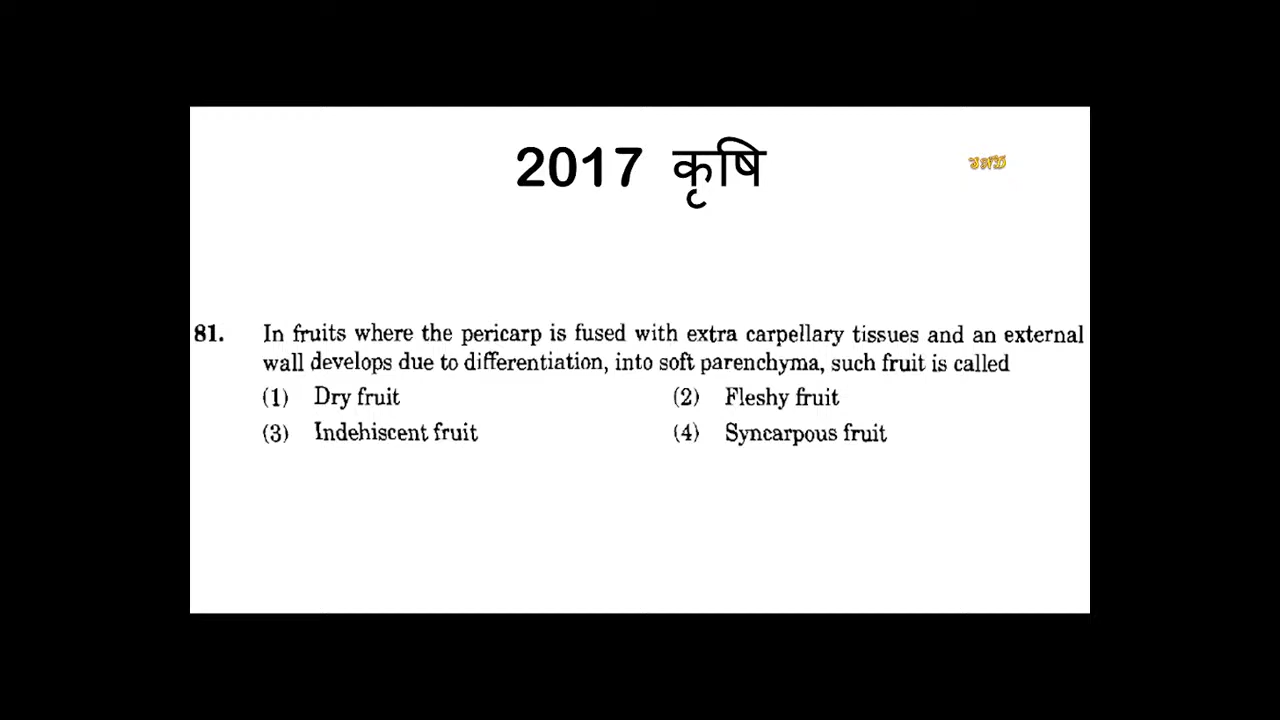 2017 कृषि
81. In fruits where the pericarp is fused with extra carpellary tissues and an external
wall develops due to differentiation, into soft parenchyma, such fruit is called
(1) Dry fruit (2) Fleshy fruit
(3) Indehiscent fruit (4) Syncarpous fruit